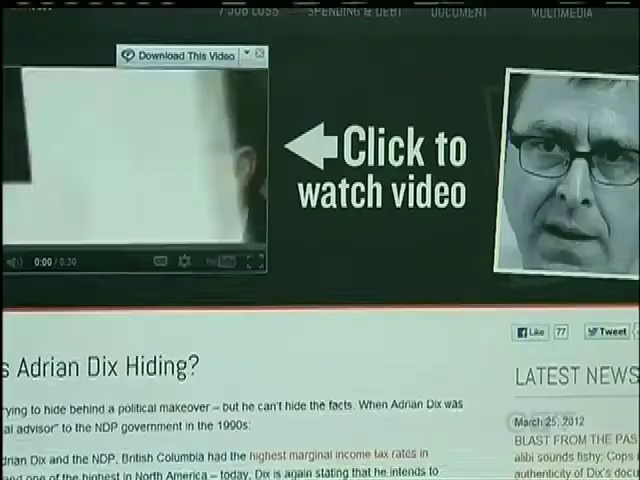 7 JOB LOSS
SPENDING & DEBT
DOCUMENT
MULTIMEDIA
Download This Video
Click to
watch video
0:00 / 0:30
Like 77
Tweet
s Adrian Dix Hiding?
rying to hide behind a political makeover – but he can't hide the facts. When Adrian Dix was
al advisor" to the NDP government in the 1990s:
drian Dix and the NDP, British Columbia had the highest marginal income tax rates in
and one of the highest in North America – today, Dix is again stating that he intends to
LATEST NEWS
March 25, 2012
BLAST FROM THE PAS
alibi sounds fishy: Cops
authenticity of Dix's docu